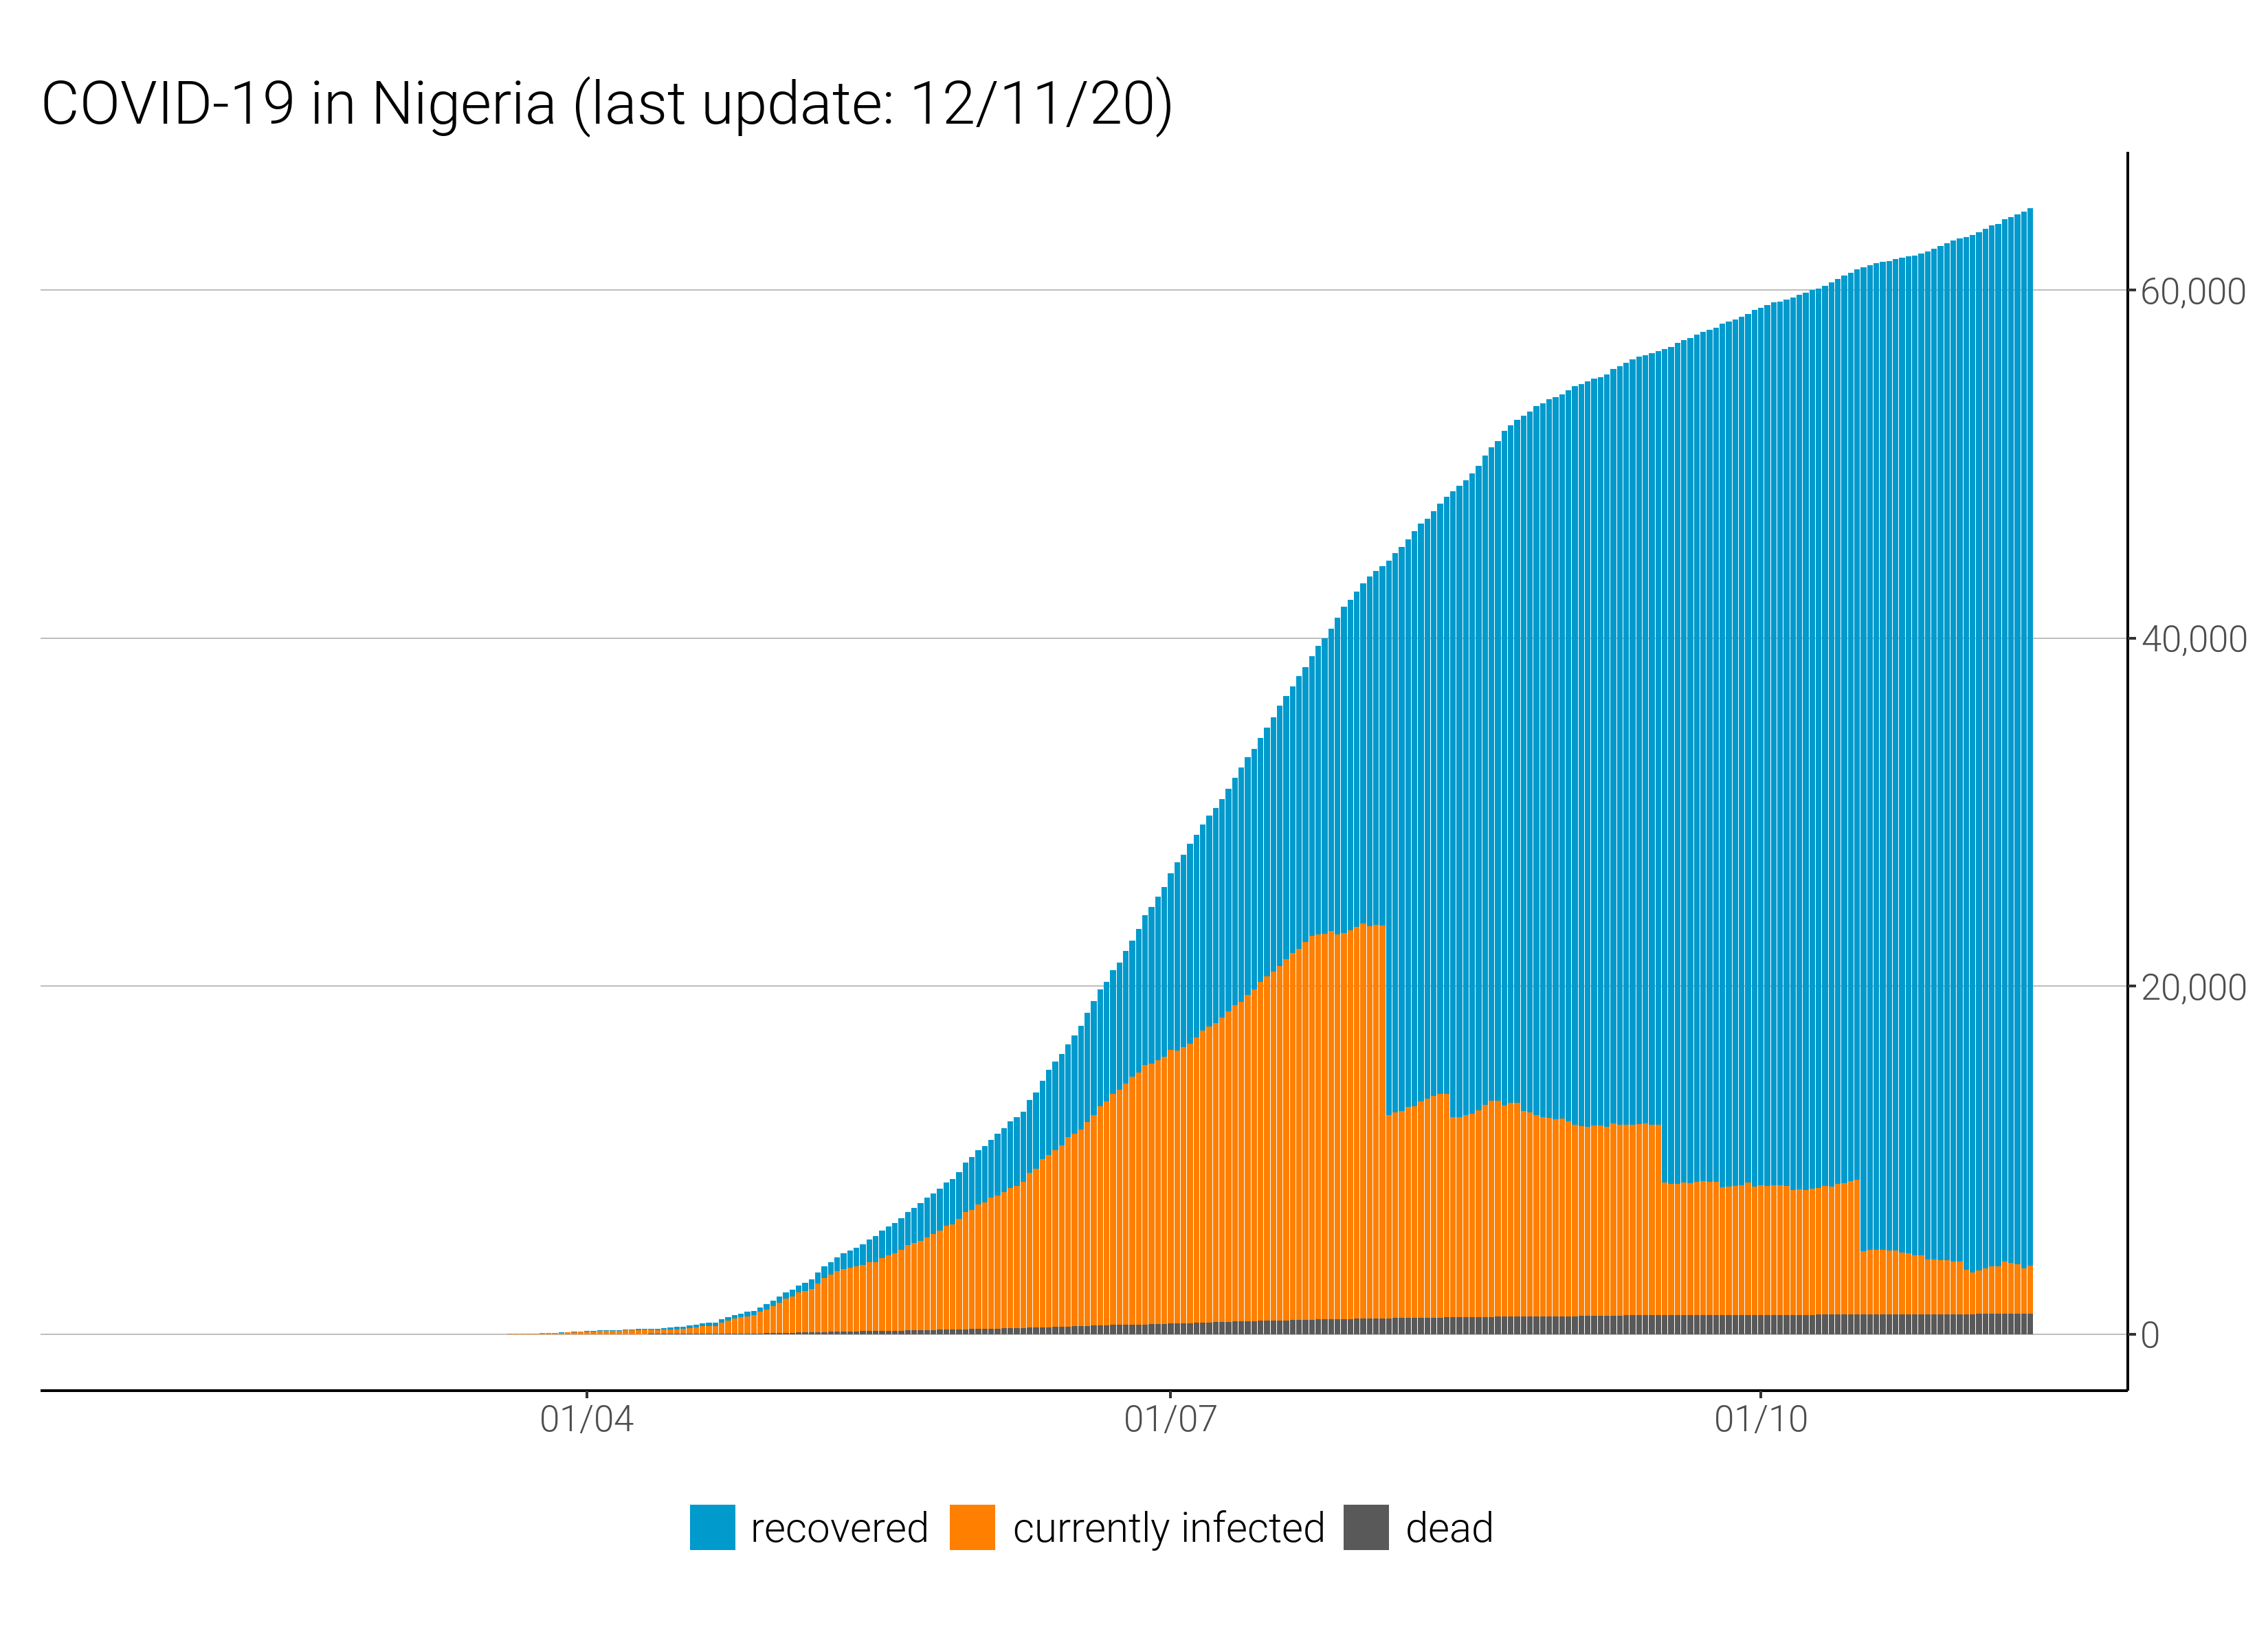 COVID-19 in Nigeria (last update: 12/11/20)
60,000
40,000
20,000
0
01/04 01/07 01/10
recovered currently infected dead